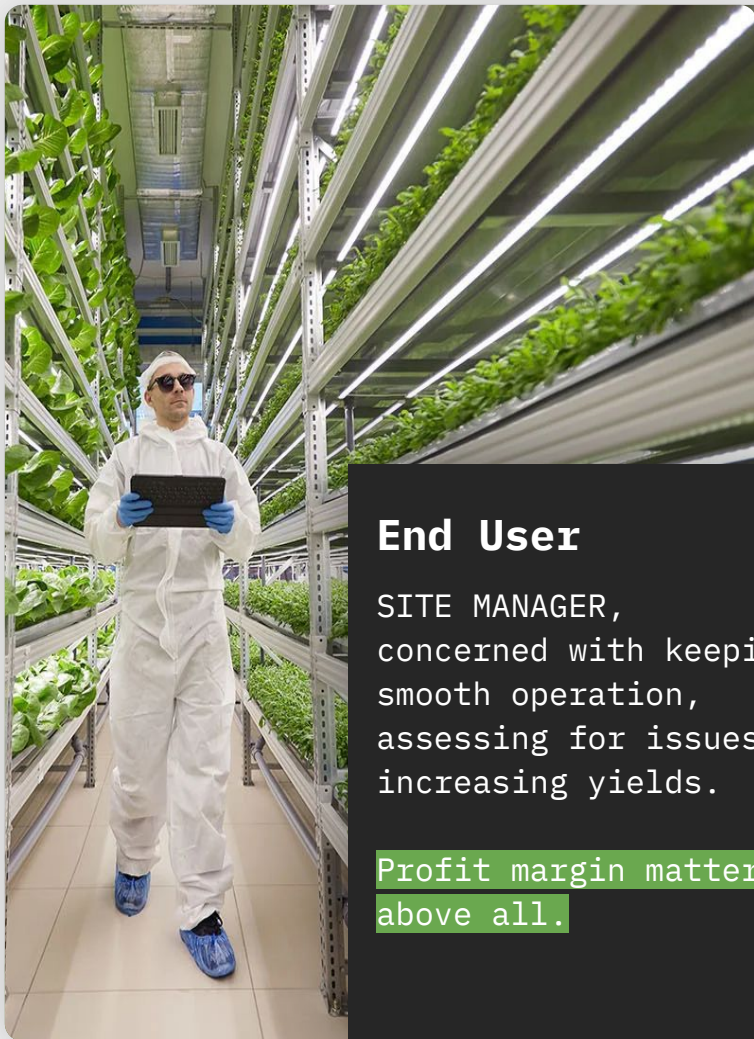 End User
SITE MANAGER,
concerned with keepi
smooth operation,
assessing for issues
increasing yields.
Profit margin matter
above all.